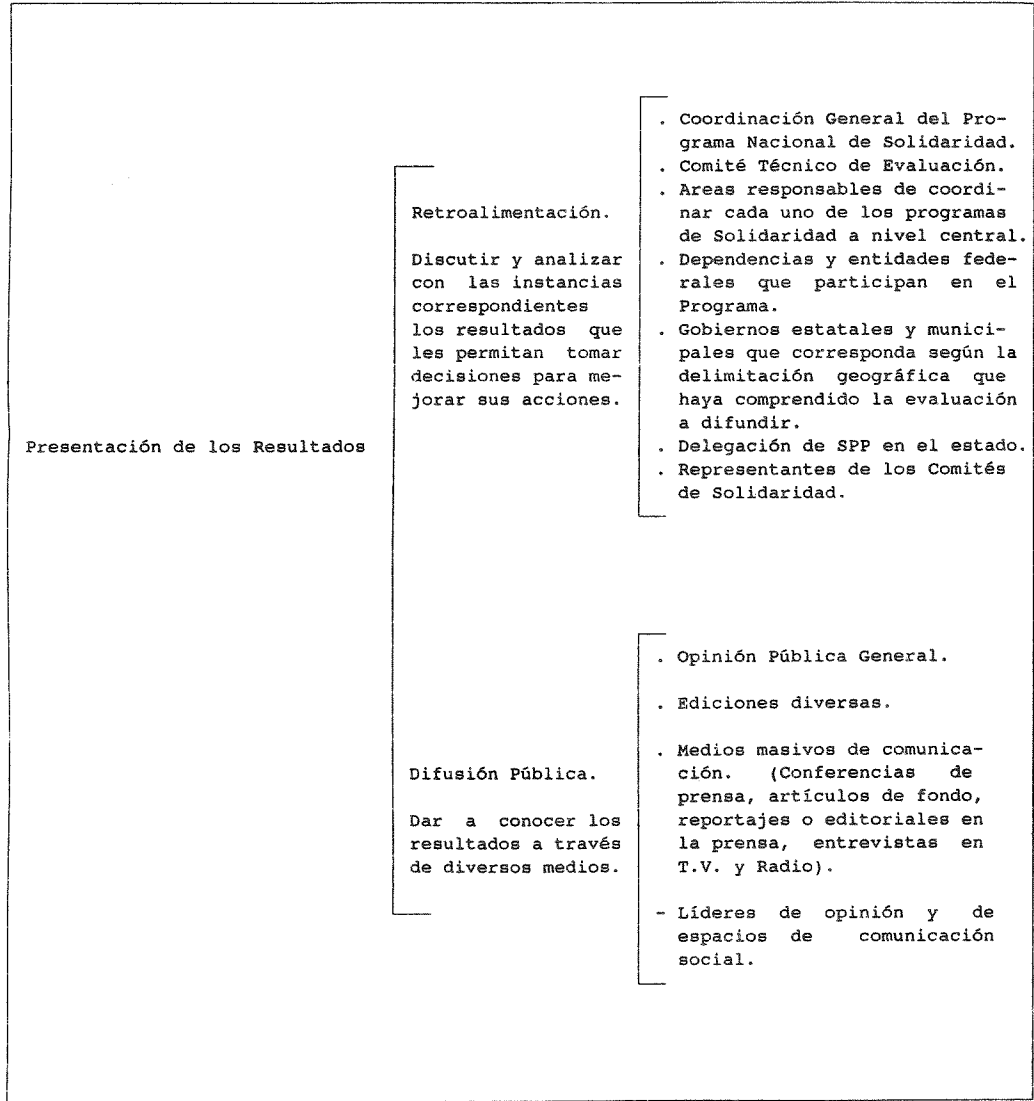 Presentación de los Resultados
Retroalimentación.
Discutir y analizar
con las instancias
correspondientes
los resultados que
les permitan tomar
decisiones para me-
jorar sus acciones.
. Coordinación General del Pro-
grama Nacional de Solidaridad.
. Comité Técnico de Evaluación.
. Areas responsables de coordi-
nar cada uno de los programas
de Solidaridad a nivel central.
. Dependencias y entidades fede-
rales que participan en el
Programa.
. Gobiernos estatales y munici-
pales que corresponda según la
delimitación geográfica que
haya comprendido la evaluación
a difundir.
. Delegación de SPP en el estado.
. Representantes de los Comités
de Solidaridad.
Difusión Pública.
Dar a conocer los
resultados a través
de diversos medios.
. Opinión Pública General.
. Ediciones diversas.
. Medios masivos de comunica-
ción. (Conferencias de
prensa, artículos de fondo,
reportajes o editoriales en
la prensa, entrevistas en
T.V. y Radio).
- Líderes de opinión y de
espacios de comunicación
social.